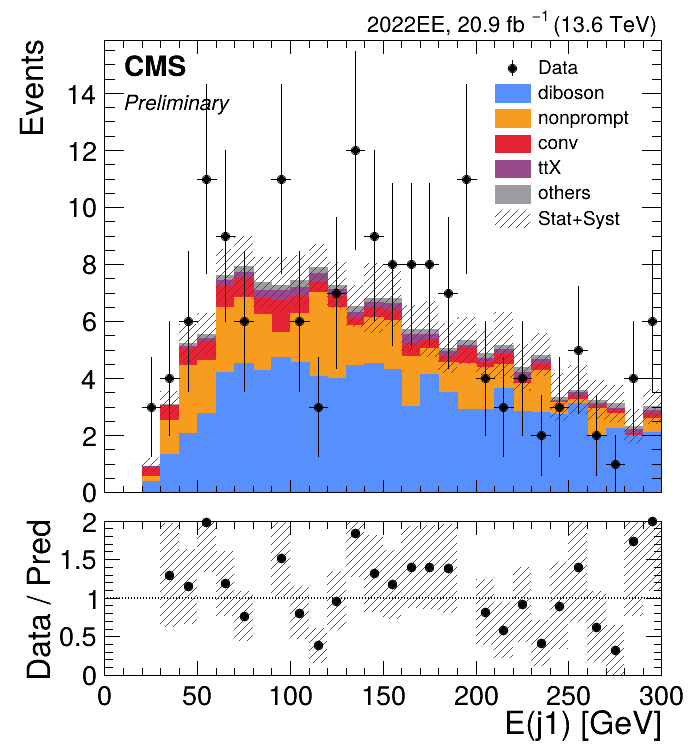 2022EE, 20.9 fb⁻¹ (13.6 TeV)
CMS
Preliminary
Data
diboson
nonprompt
conv
ttX
others
Stat+Syst
Events
14
12
10
8
6
4
2
0
Data / Pred
2
1.5
1
0.5
0
0 50 100 150 200 250 300
E(j1) [GeV]